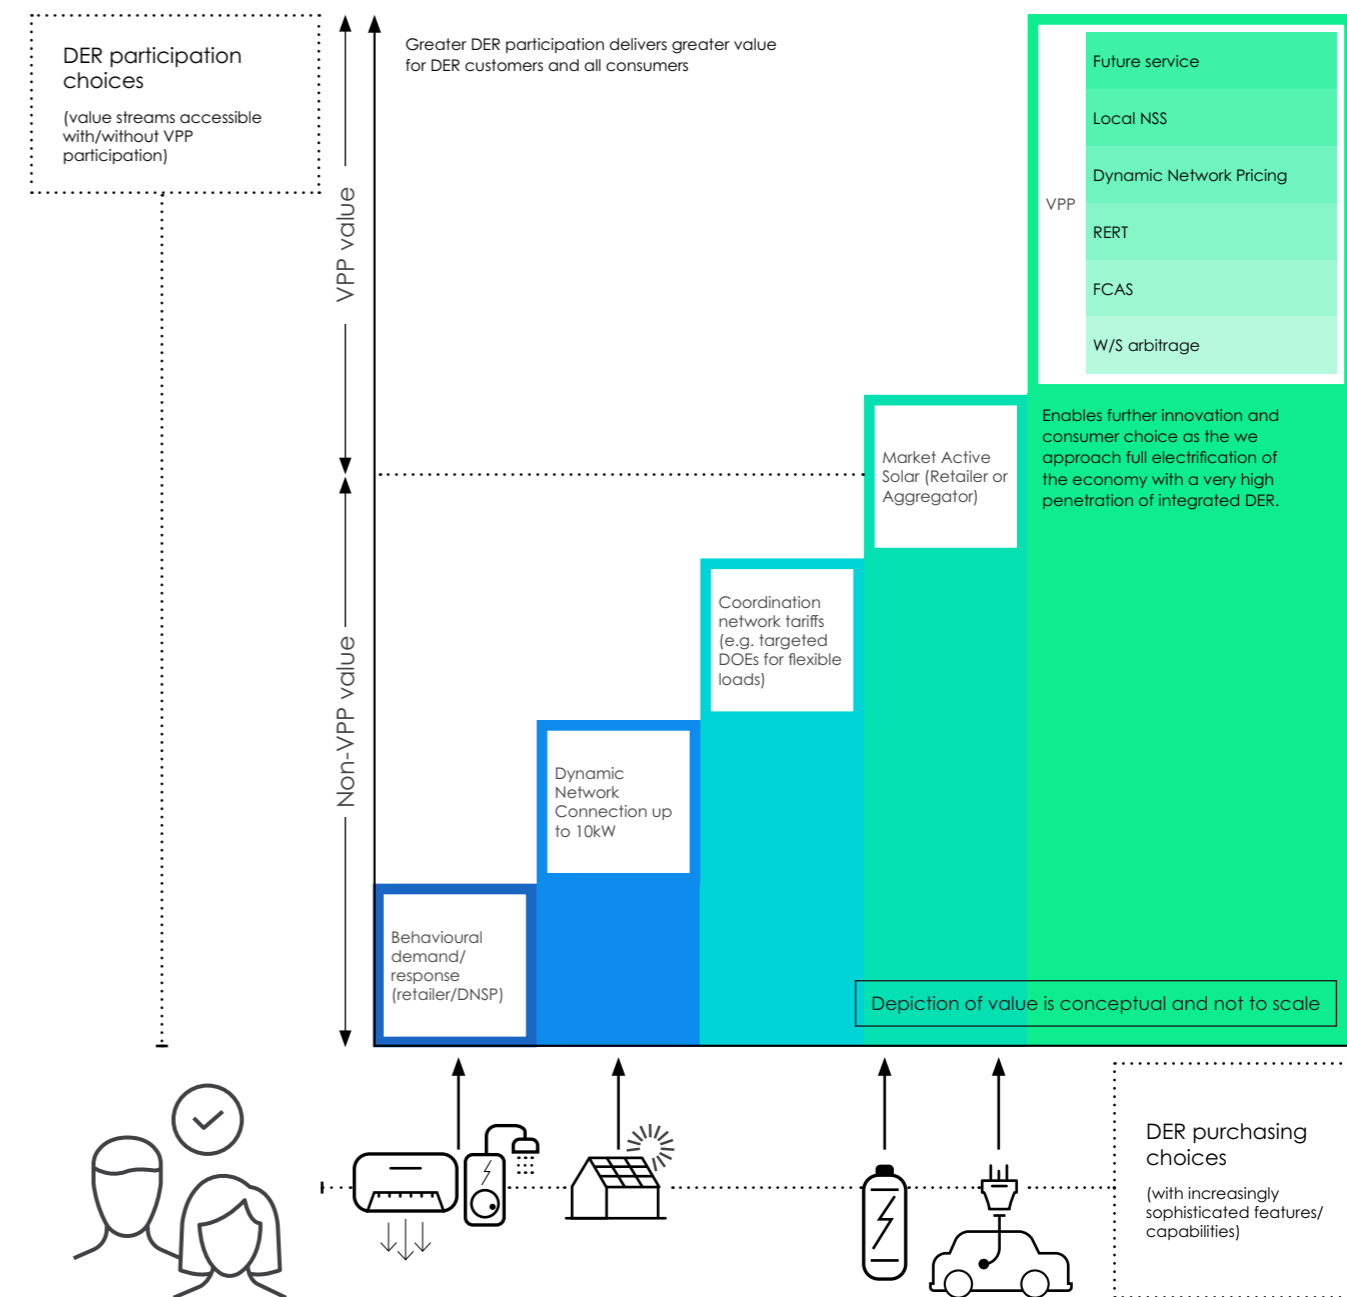 DER participation
choices
(value streams accessible
with/without VPP
participation)
Greater DER participation delivers greater value
for DER customers and all consumers
VPP value
Non-VPP value
VPP
Future service
Local NSS
Dynamic Network Pricing
RERT
FCAS
W/S arbitrage
Enables further innovation and
consumer choice as the we
approach full electrification of
the economy with a very high
penetration of integrated DER.
Market Active
Solar (Retailer or
Aggregator)
Coordination
network tariffs
(e.g. targeted
DOEs for flexible
loads)
Dynamic
Network
Connection up
to 10kW
Behavioural
demand/
response
(retailer/DNSP)
Depiction of value is conceptual and not to scale
DER purchasing
choices
(with increasingly
sophisticated features/
capabilities)